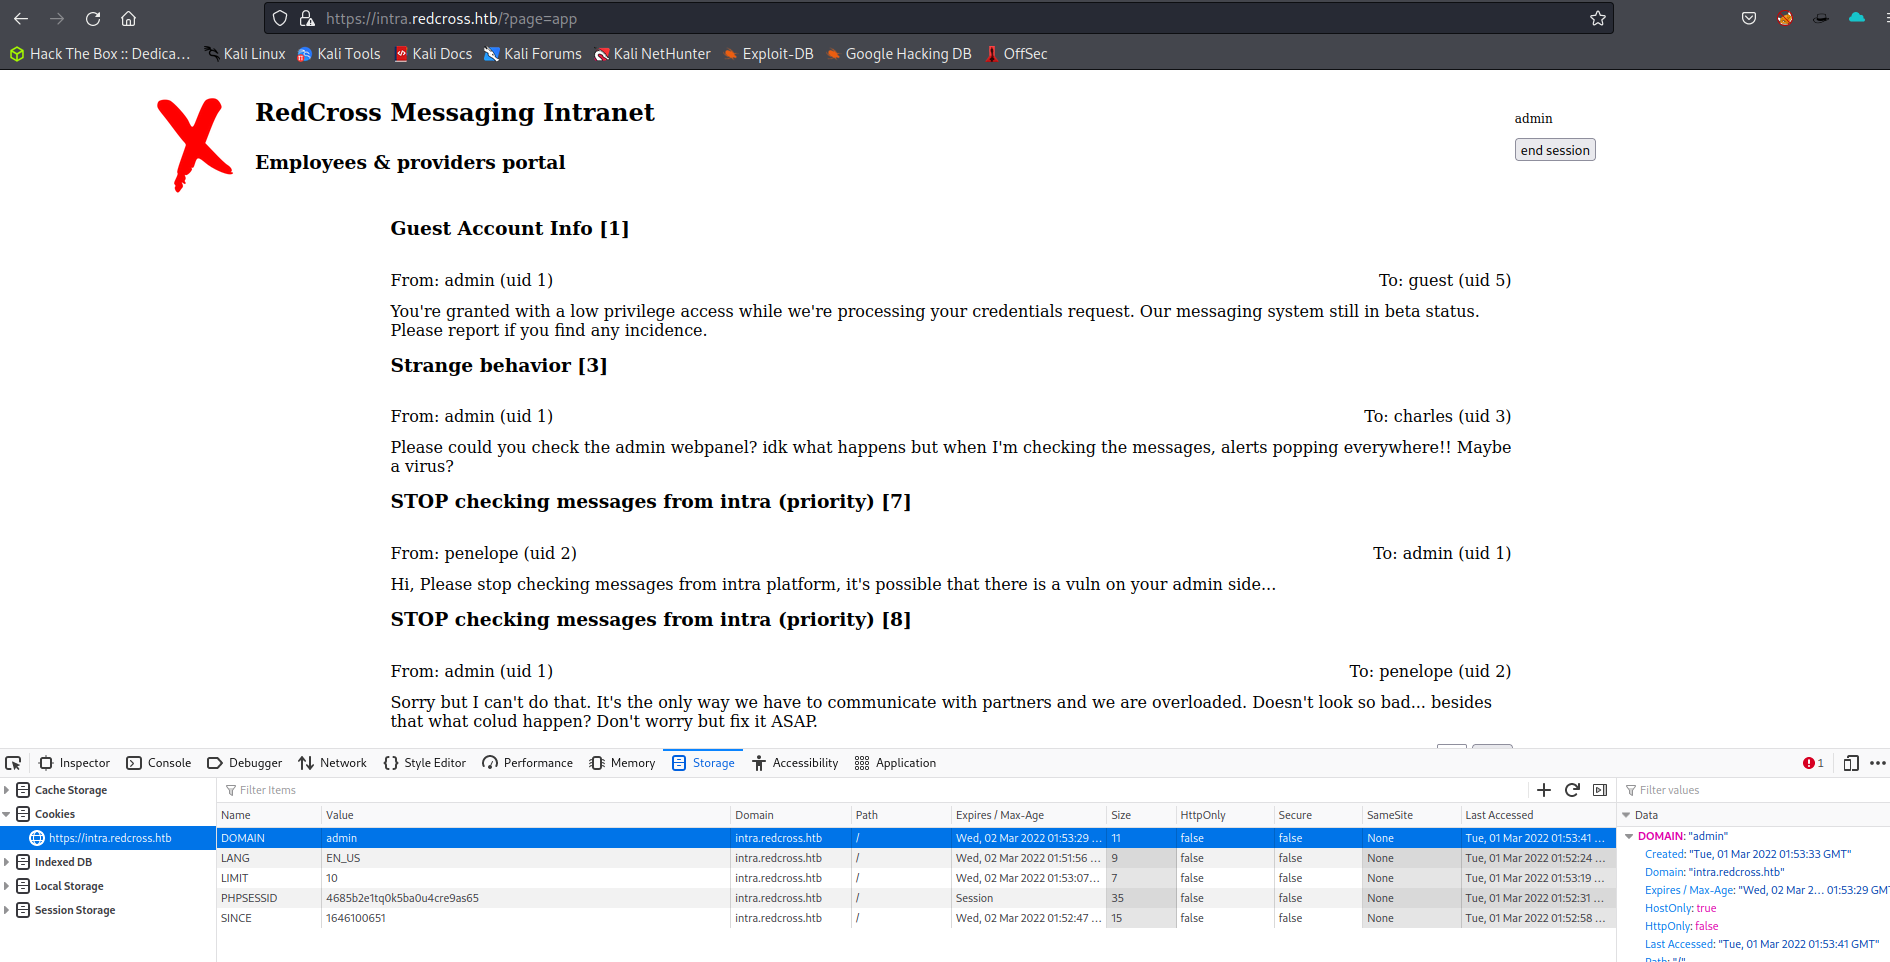 https://intra.redcross.htb/?page=app
Hack The Box :: Dedica… Kali Linux Kali Tools Kali Docs Kali Forums Kali NetHunter Exploit-DB Google Hacking DB OffSec
RedCross Messaging Intranet
admin
end session
Employees & providers portal
Guest Account Info [1]
From: admin (uid 1) To: guest (uid 5)
You're granted with a low privilege access while we're processing your credentials request. Our messaging system still in beta status.
Please report if you find any incidence.
Strange behavior [3]
From: admin (uid 1) To: charles (uid 3)
Please could you check the admin webpanel? idk what happens but when I'm checking the messages, alerts popping everywhere!! Maybe
a virus?
STOP checking messages from intra (priority) [7]
From: penelope (uid 2) To: admin (uid 1)
Hi, Please stop checking messages from intra platform, it's possible that there is a vuln on your admin side...
STOP checking messages from intra (priority) [8]
From: admin (uid 1) To: penelope (uid 2)
Sorry but I can't do that. It's the only way we have to communicate with partners and we are overloaded. Doesn't look so bad... besides
that what colud happen? Don't worry but fix it ASAP.
Inspector Console Debugger Network Style Editor Performance Memory Storage Accessibility Application 1
Cache Storage Filter Items Filter values
Cookies Name Value Domain Path Expires / Max-Age Size HttpOnly Secure SameSite Last Accessed Data
https://intra.redcross.htb DOMAIN admin intra.redcross.htb / Wed, 02 Mar 2022 01:53:29 … 11 false false None Tue, 01 Mar 2022 01:53:41 … DOMAIN: "admin"
LANG EN_US intra.redcross.htb / Wed, 02 Mar 2022 01:51:56 … 9 false false None Tue, 01 Mar 2022 01:52:24 … Created: "Tue, 01 Mar 2022 01:53:33 GMT"
Indexed DB LIMIT 10 intra.redcross.htb / Wed, 02 Mar 2022 01:53:07… 7 false false None Tue, 01 Mar 2022 01:53:19 … Domain: "intra.redcross.htb"
Local Storage PHPSESSID 4685b2e1tq0k5ba0u4cre9as65 intra.redcross.htb / Session 35 false false None Tue, 01 Mar 2022 01:52:31 … Expires / Max-Age: "Wed, 02 Mar 2… 01:53:29 GMT
Session Storage SINCE 1646100651 intra.redcross.htb / Wed, 02 Mar 2022 01:52:47 … 15 false false None Tue, 01 Mar 2022 01:52:58 … HostOnly: true
HttpOnly: false
Last Accessed: "Tue, 01 Mar 2022 01:53:41 GMT"
Path: "/"